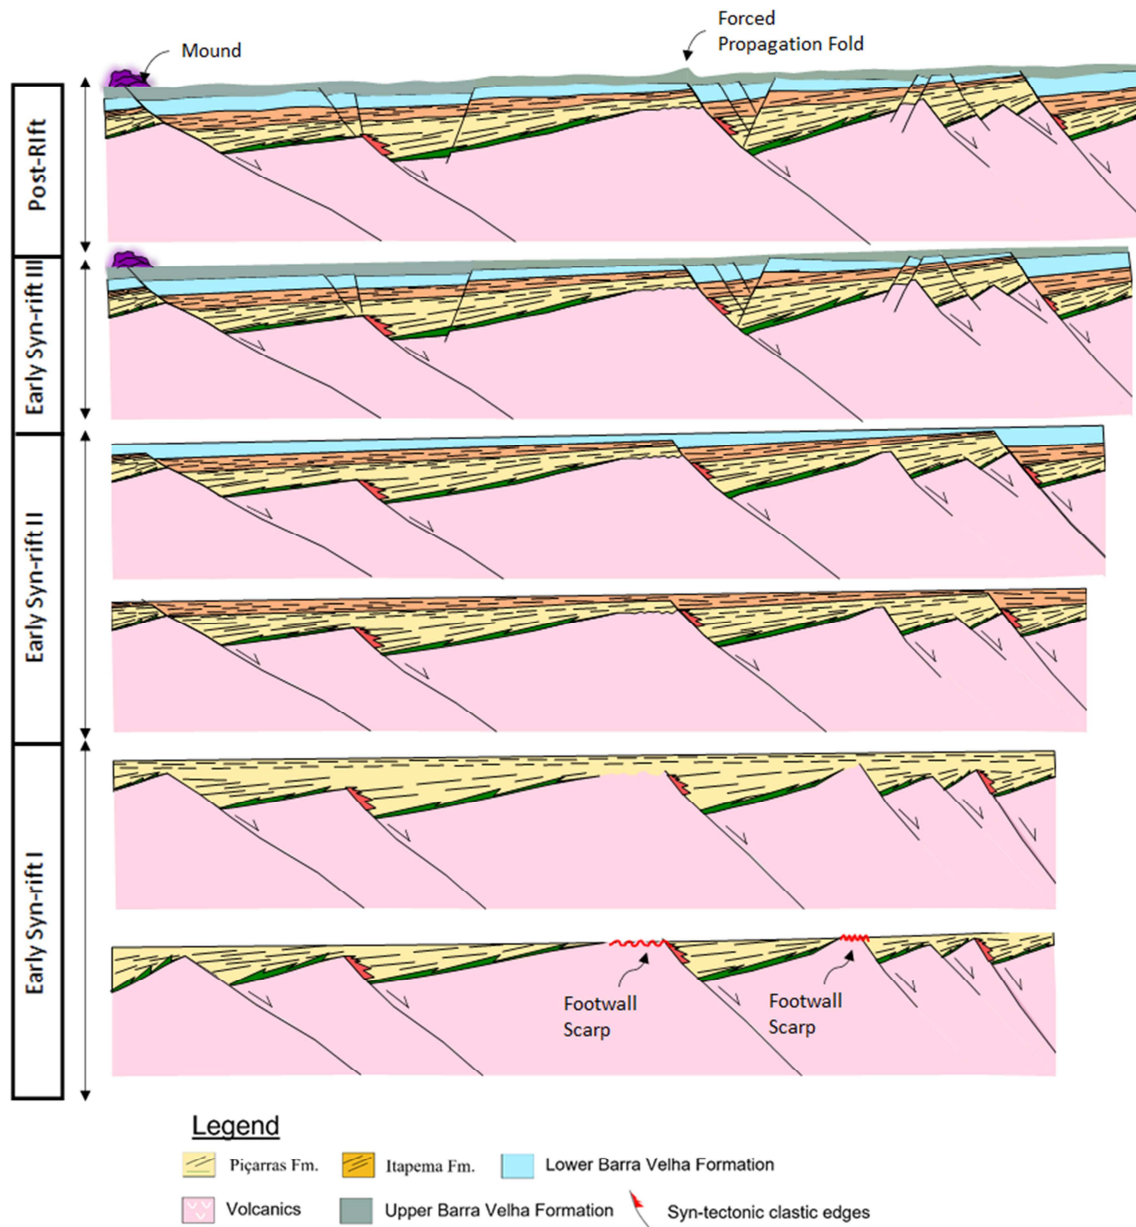 Mound
Forced
Propagation Fold
Post-RIft
Early Syn-rift III
Early Syn-rift II
Early Syn-rift I
Footwall
Scarp
Footwall
Scarp
Legend
Piçarras Fm.
Itapema Fm.
Lower Barra Velha Formation
Volcanics
Upper Barra Velha Formation
Syn-tectonic clastic edges